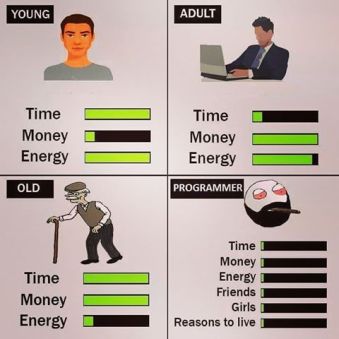 YOUNG
Time
Money
Energy
ADULT
Time
Money
Energy
OLD
Time
Money
Energy
PROGRAMMER
Time
Money
Energy
Friends
Girls
Reasons to live